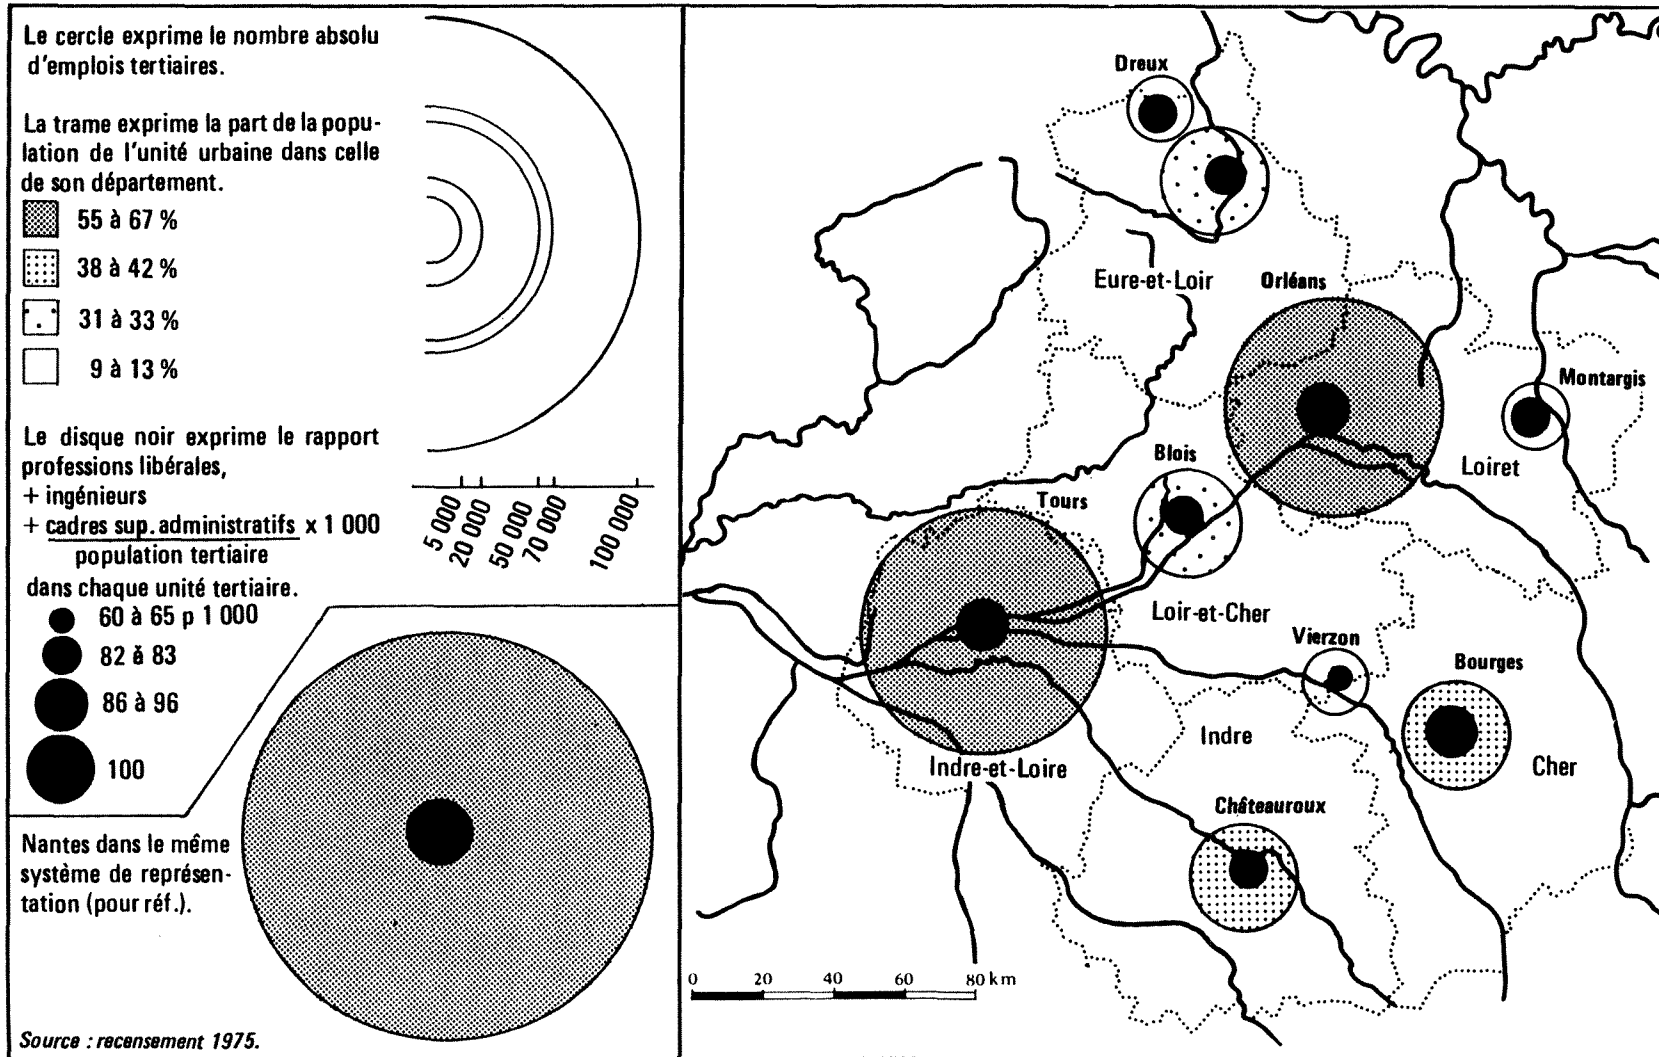 Le cercle exprime le nombre absolu
d'emplois tertiaires.
La trame exprime la part de la popu-
lation de l'unité urbaine dans celle
de son département.
55 à 67 %
38 à 42 %
31 à 33 %
9 à 13 %
Le disque noir exprime le rapport
professions libérales,
+ ingénieurs
+ cadres sup. administratifs x 1 000
population tertiaire
dans chaque unité tertiaire.
60 à 65 p 1 000
82 à 83
86 à 96
100
5 000
20 000
50 000
70 000
100 000
Nantes dans le même
système de représen-
tation (pour réf.).
Source : recensement 1975.
Dreux
Eure-et-Loir
Orléans
Montargis
Loiret
Blois
Tours
Loir-et-Cher
Vierzon
Bourges
Indre
Cher
Indre-et-Loire
Châteauroux
0 20 40 60 80 km